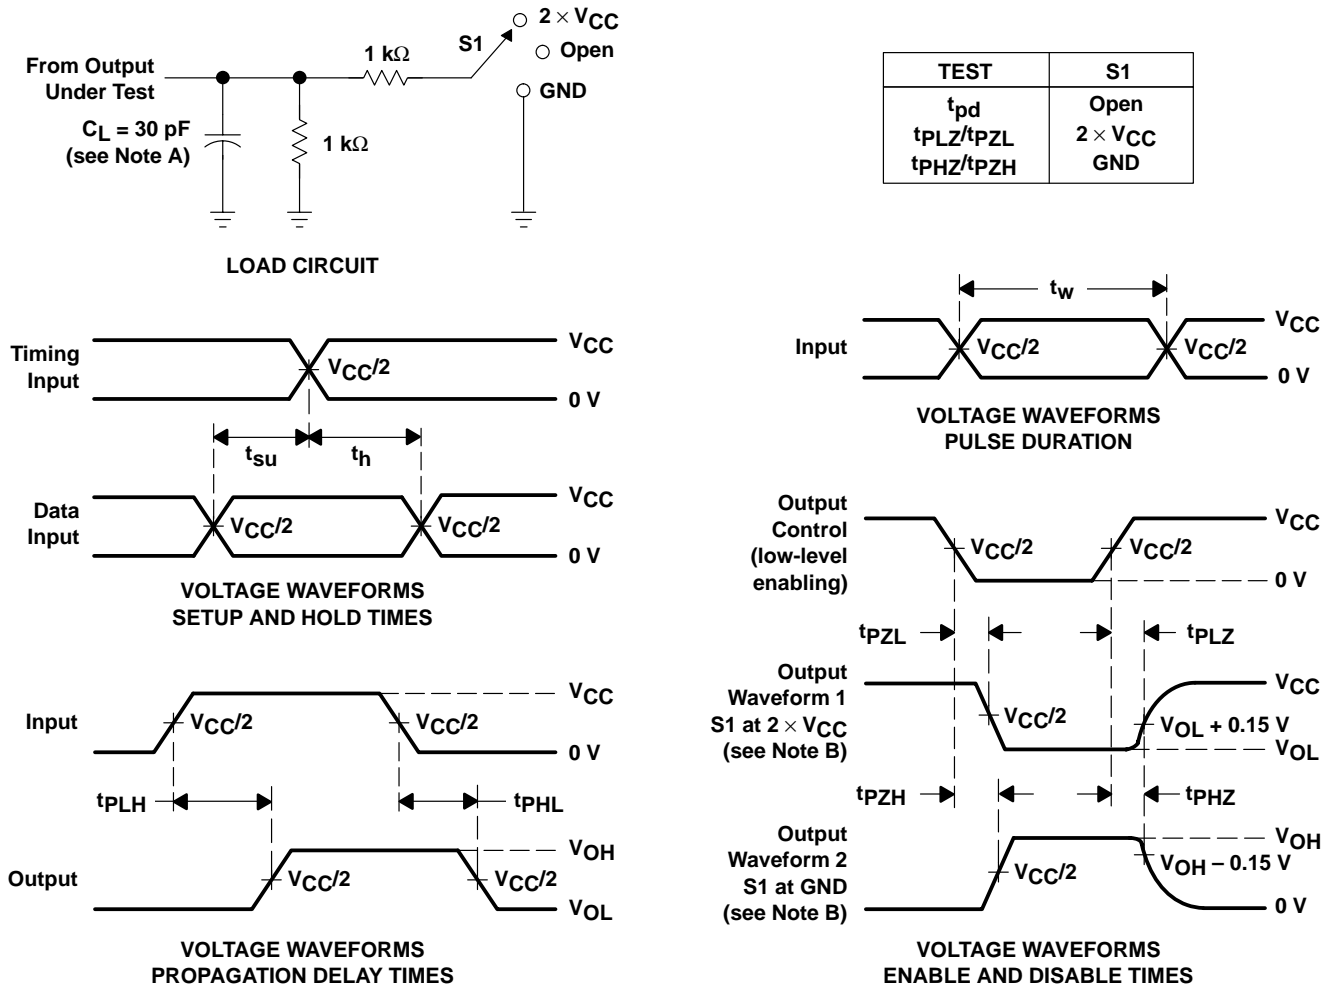 2 × VCC
S1
Open
1 kΩ
From Output
Under Test
GND
CL = 30 pF
(see Note A)
1 kΩ
LOAD CIRCUIT
TEST S1
tpd Open
tPLZ/tPZL 2 × VCC
tPHZ/tPZH GND
tw
Input
VCC/2
VCC/2
VCC
0 V
VOLTAGE WAVEFORMS
PULSE DURATION
Timing
Input
VCC/2
VCC
0 V
tsu
th
Data
Input
VCC/2
VCC/2
VCC
0 V
VOLTAGE WAVEFORMS
SETUP AND HOLD TIMES
Input
VCC/2
VCC/2
VCC
0 V
tPLH
tPHL
Output
VCC/2
VCC/2
VOH
VOL
VOLTAGE WAVEFORMS
PROPAGATION DELAY TIMES
Output
Control
(low-level
enabling)
VCC/2
VCC/2
VCC
0 V
tPZL
tPLZ
Output
Waveform 1
S1 at 2 × VCC
(see Note B)
VCC/2
VCC
VOL + 0.15 V
VOL
tPZH
tPHZ
Output
Waveform 2
S1 at GND
(see Note B)
VCC/2
VOH
VOH – 0.15 V
0 V
VOLTAGE WAVEFORMS
ENABLE AND DISABLE TIMES